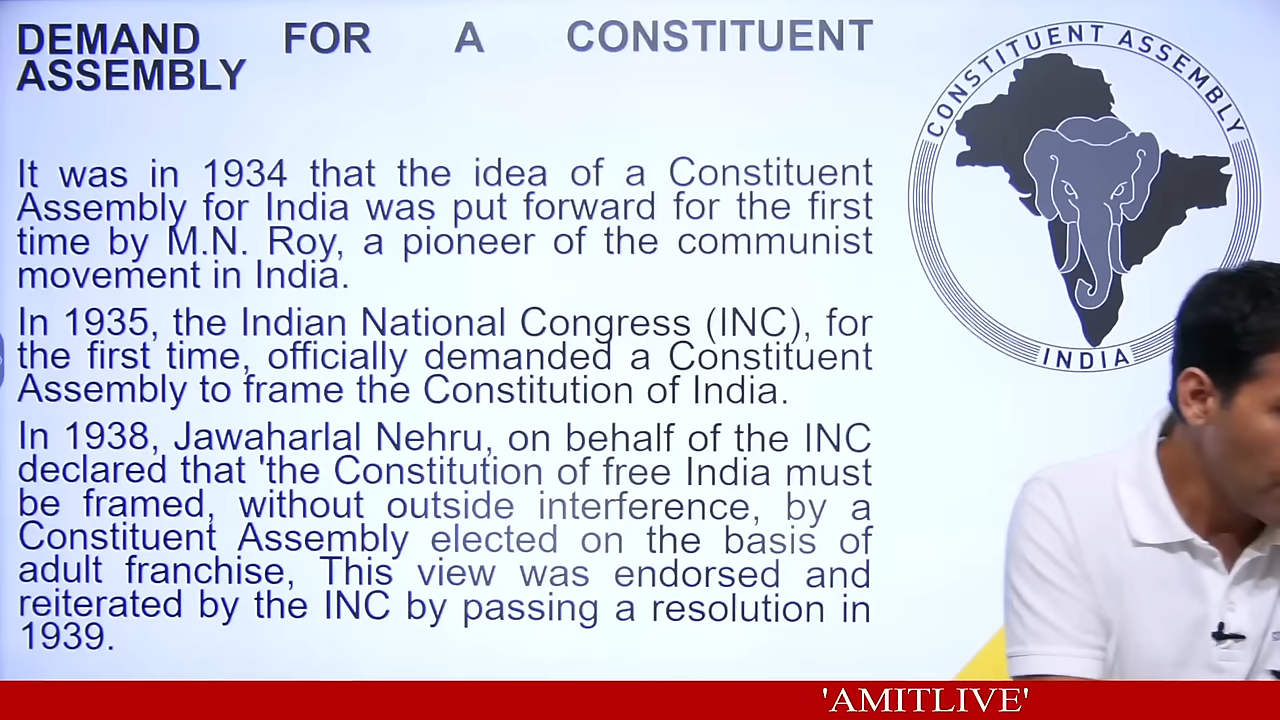 DEMAND FOR A CONSTITUENT
ASSEMBLY
It was in 1934 that the idea of a Constituent
Assembly for India was put forward for the first
time by M.N. Roy, a pioneer of the communist
movement in India.
In 1935, the Indian National Congress (INC), for
the first time, officially demanded a Constituent
Assembly to frame the Constitution of India.
In 1938, Jawaharlal Nehru, on behalf of the INC
declared that 'the Constitution of free India must
be framed, without outside interference, by a
Constituent Assembly elected on the basis of
adult franchise, This view was endorsed and
reiterated by the INC by passing a resolution in
1939.
CONSTITUENT ASSEMBLY
INDIA
'AMITLIVE'